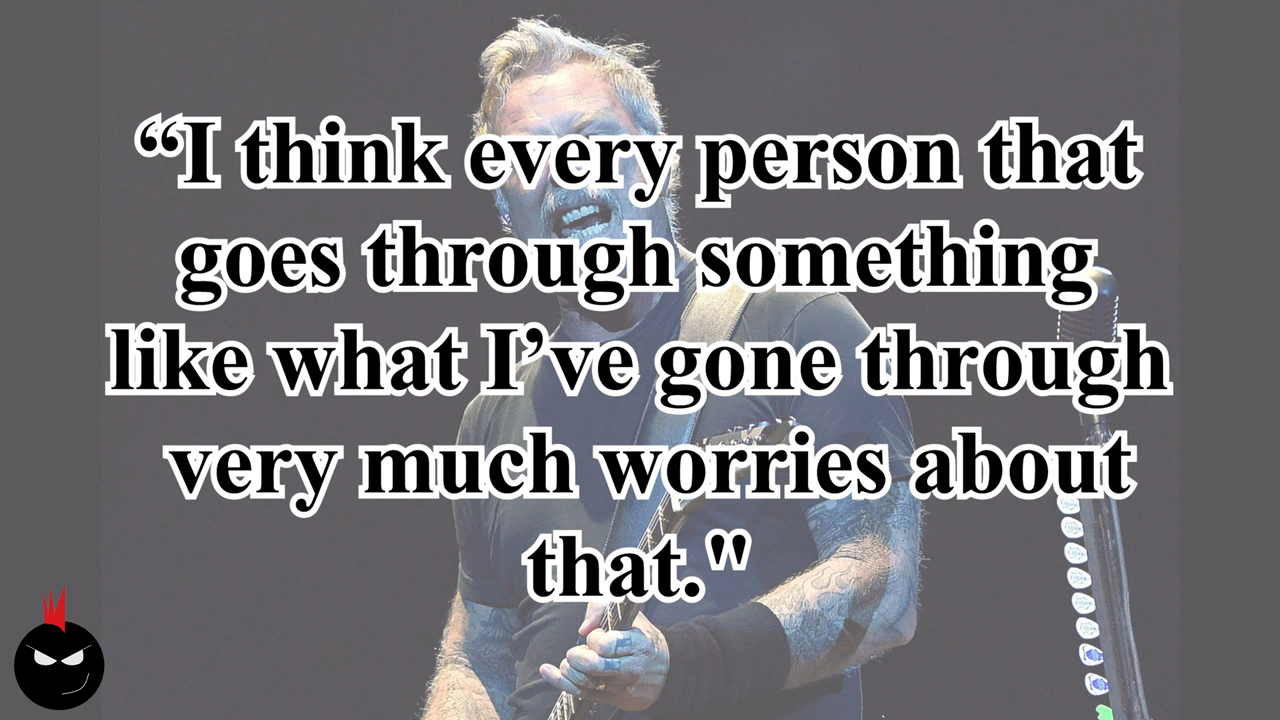 “I think every person that
goes through something
like what I’ve gone through
very much worries about
that."